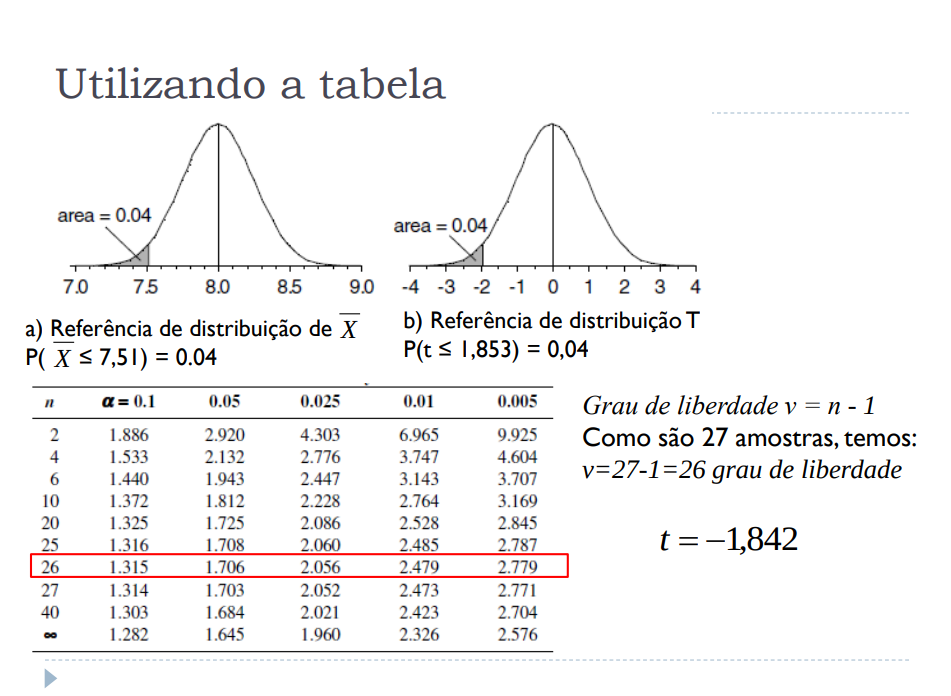 Utilizando a tabela
area = 0.04
7.0 7.5 8.0 8.5 9.0
area = 0.04
-4 -3 -2 -1 0 1 2 3 4
a) Referência de distribuição de X̅
P( X̅ ≤ 7,51) = 0.04
b) Referência de distribuição T
P(t ≤ 1,853) = 0,04
n α = 0.1 0.05 0.025 0.01 0.005
2 1.886 2.920 4.303 6.965 9.925
4 1.533 2.132 2.776 3.747 4.604
6 1.440 1.943 2.447 3.143 3.707
10 1.372 1.812 2.228 2.764 3.169
20 1.325 1.725 2.086 2.528 2.845
25 1.316 1.708 2.060 2.485 2.787
26 1.315 1.706 2.056 2.479 2.779
27 1.314 1.703 2.052 2.473 2.771
40 1.303 1.684 2.021 2.423 2.704
∞ 1.282 1.645 1.960 2.326 2.576
Grau de liberdade v = n - 1
Como são 27 amostras, temos:
v=27-1=26 grau de liberdade
t = −1,842